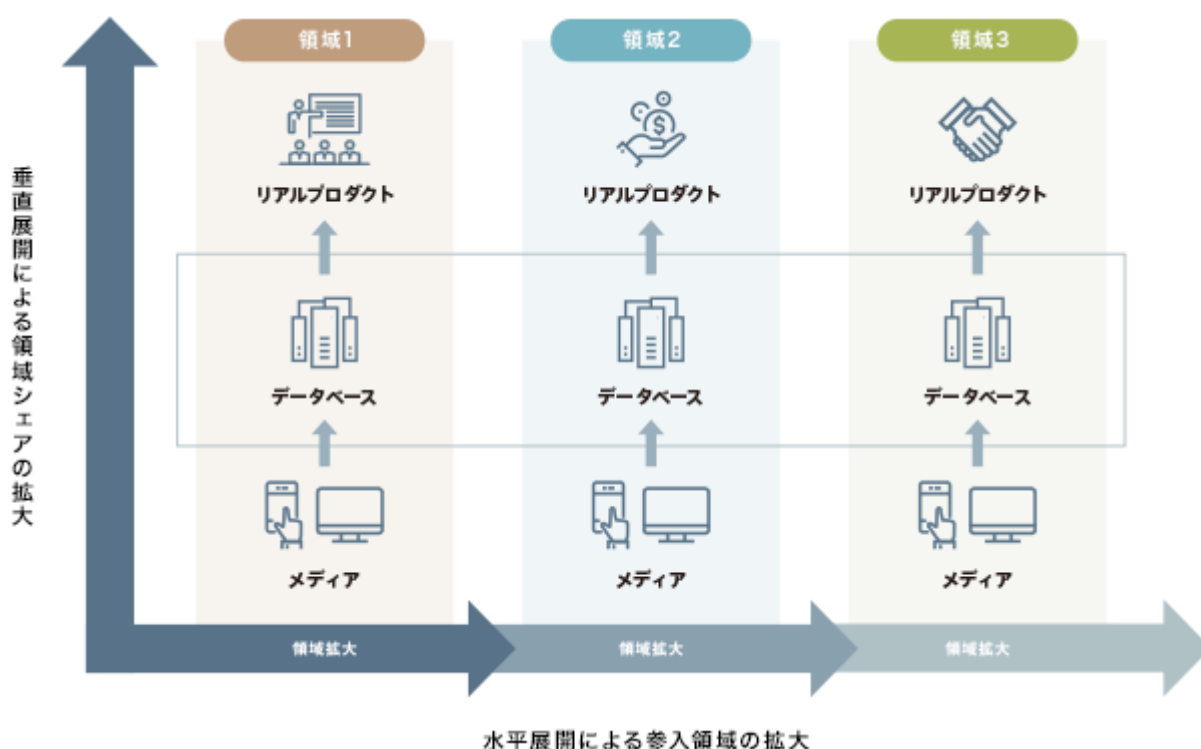 領域1
領域2
領域3
リアルプロダクト
リアルプロダクト
リアルプロダクト
データベース
データベース
データベース
メディア
メディア
メディア
領域拡大
領域拡大
領域拡大
垂直展開による領域シェアの拡大
水平展開による参入領域の拡大